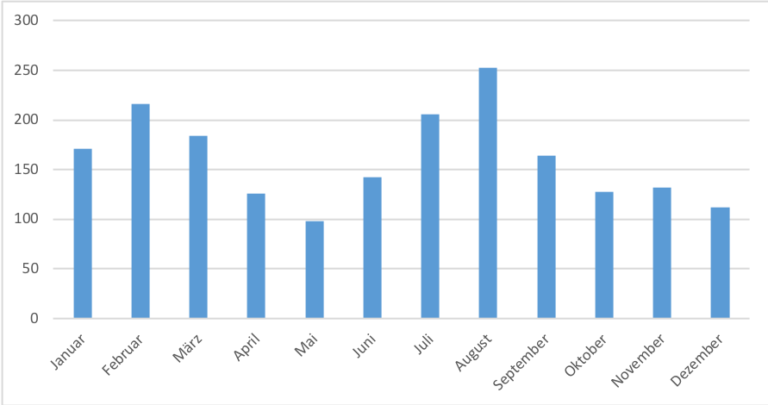 300
250
200
150
100
50
0
Januar
Februar
März
April
Mai
Juni
Juli
August
September
Oktober
November
Dezember